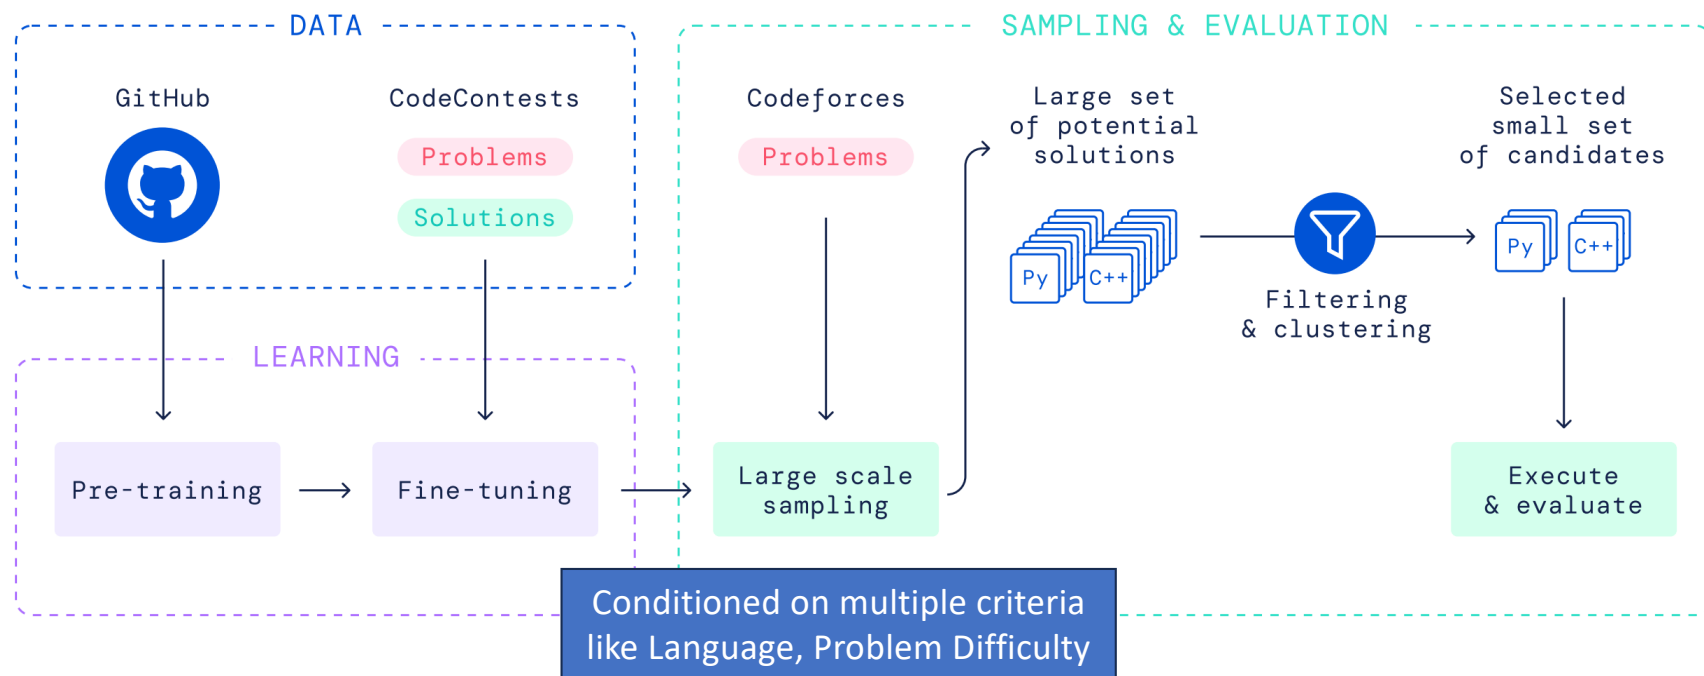 DATA
GitHub
CodeContests
Problems
Solutions
LEARNING
Pre-training
Fine-tuning
SAMPLING & EVALUATION
Codeforces
Problems
Large scale
sampling
Large set
of potential
solutions
Py
C++
Filtering
& clustering
Selected
small set
of candidates
Py
C++
Execute
& evaluate
Conditioned on multiple criteria
like Language, Problem Difficulty